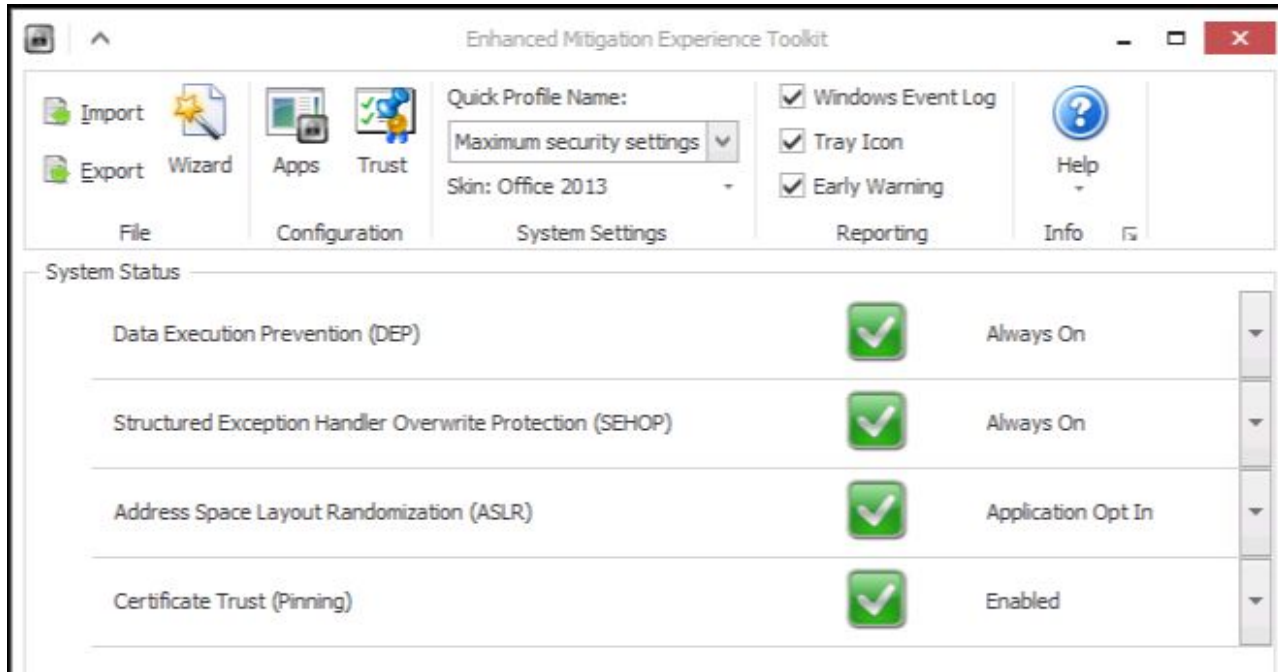 Enhanced Mitigation Experience Toolkit
Import
Export
Wizard
File
Apps
Trust
Configuration
Quick Profile Name:
Maximum security settings
Skin: Office 2013
System Settings
Windows Event Log
Tray Icon
Early Warning
Reporting
Help
Info
System Status
Data Execution Prevention (DEP) Always On
Structured Exception Handler Overwrite Protection (SEHOP) Always On
Address Space Layout Randomization (ASLR) Application Opt In
Certificate Trust (Pinning) Enabled